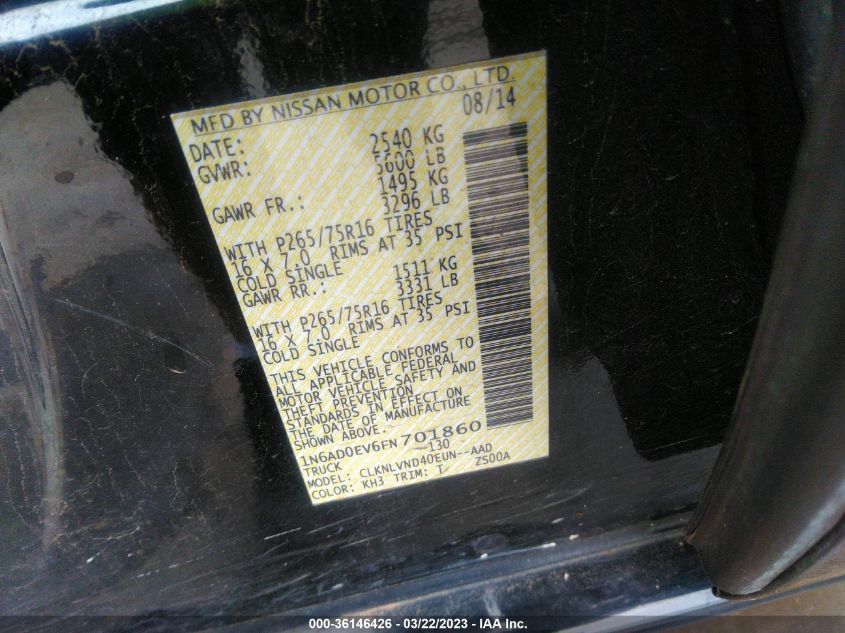 MFD BY NISSAN MOTOR CO., LTD.
DATE: 08/14
GVWR: 2540 KG
5600 LB
GAWR FR.: 1495 KG
3296 LB
WITH P265/75R16 TIRES
16 X 7.0 RIMS AT 35 PSI
COLD SINGLE
GAWR RR.: 1511 KG
3331 LB
WITH P265/75R16 TIRES
16 X 7.0 RIMS AT 35 PSI
COLD SINGLE
THIS VEHICLE CONFORMS TO
ALL APPLICABLE FEDERAL
MOTOR VEHICLE SAFETY AND
THEFT PREVENTION
STANDARDS IN EFFECT ON
THE DATE OF MANUFACTURE
SHOWN ABOVE.
1N6AD0EV6FN701860
TRUCK -130
MODEL: CLKNLVND40EUN--AAD
COLOR: KH3 TRIM: T ZS00A
000-36146426 - 03/22/2023 - IAA Inc.